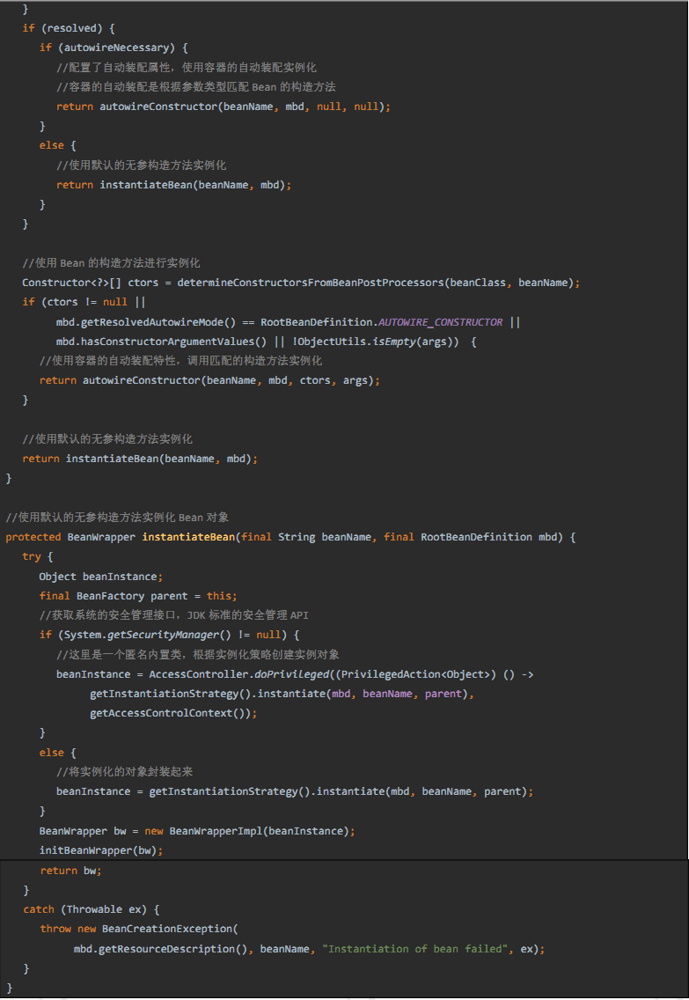 }
if (resolved) {
if (autowireNecessary) {
//配置了自动装配属性，使用容器的自动装配实例化
//容器的自动装配是根据参数类型匹配 Bean 的构造方法
return autowireConstructor(beanName, mbd, null, null);
}
else {
//使用默认的无参构造方法实例化
return instantiateBean(beanName, mbd);
}
}
//使用 Bean 的构造方法进行实例化
Constructor<?>[] ctors = determineConstructorsFromBeanPostProcessors(beanClass, beanName);
if (ctors != null ||
mbd.getResolvedAutowireMode() == RootBeanDefinition.AUTOWIRE_CONSTRUCTOR ||
mbd.hasConstructorArgumentValues() || !ObjectUtils.isEmpty(args)) {
//使用容器的自动装配特性，调用匹配的构造方法实例化
return autowireConstructor(beanName, mbd, ctors, args);
}
//使用默认的无参构造方法实例化
return instantiateBean(beanName, mbd);
}
//使用默认的无参构造方法实例化 Bean 对象
protected BeanWrapper instantiateBean(final String beanName, final RootBeanDefinition mbd) {
try {
Object beanInstance;
final BeanFactory parent = this;
//获取系统的安全管理接口，JDK 标准的安全管理 API
if (System.getSecurityManager() != null) {
//这里是一个匿名内置类，根据实例化策略创建实例对象
beanInstance = AccessController.doPrivileged((PrivilegedAction<Object>) () ->
getInstantiationStrategy().instantiate(mbd, beanName, parent),
getAccessControlContext());
}
else {
//将实例化的对象封装起来
beanInstance = getInstantiationStrategy().instantiate(mbd, beanName, parent);
}
BeanWrapper bw = new BeanWrapperImpl(beanInstance);
initBeanWrapper(bw);
return bw;
}
catch (Throwable ex) {
throw new BeanCreationException(
mbd.getResourceDescription(), beanName, "Instantiation of bean failed", ex);
}
}